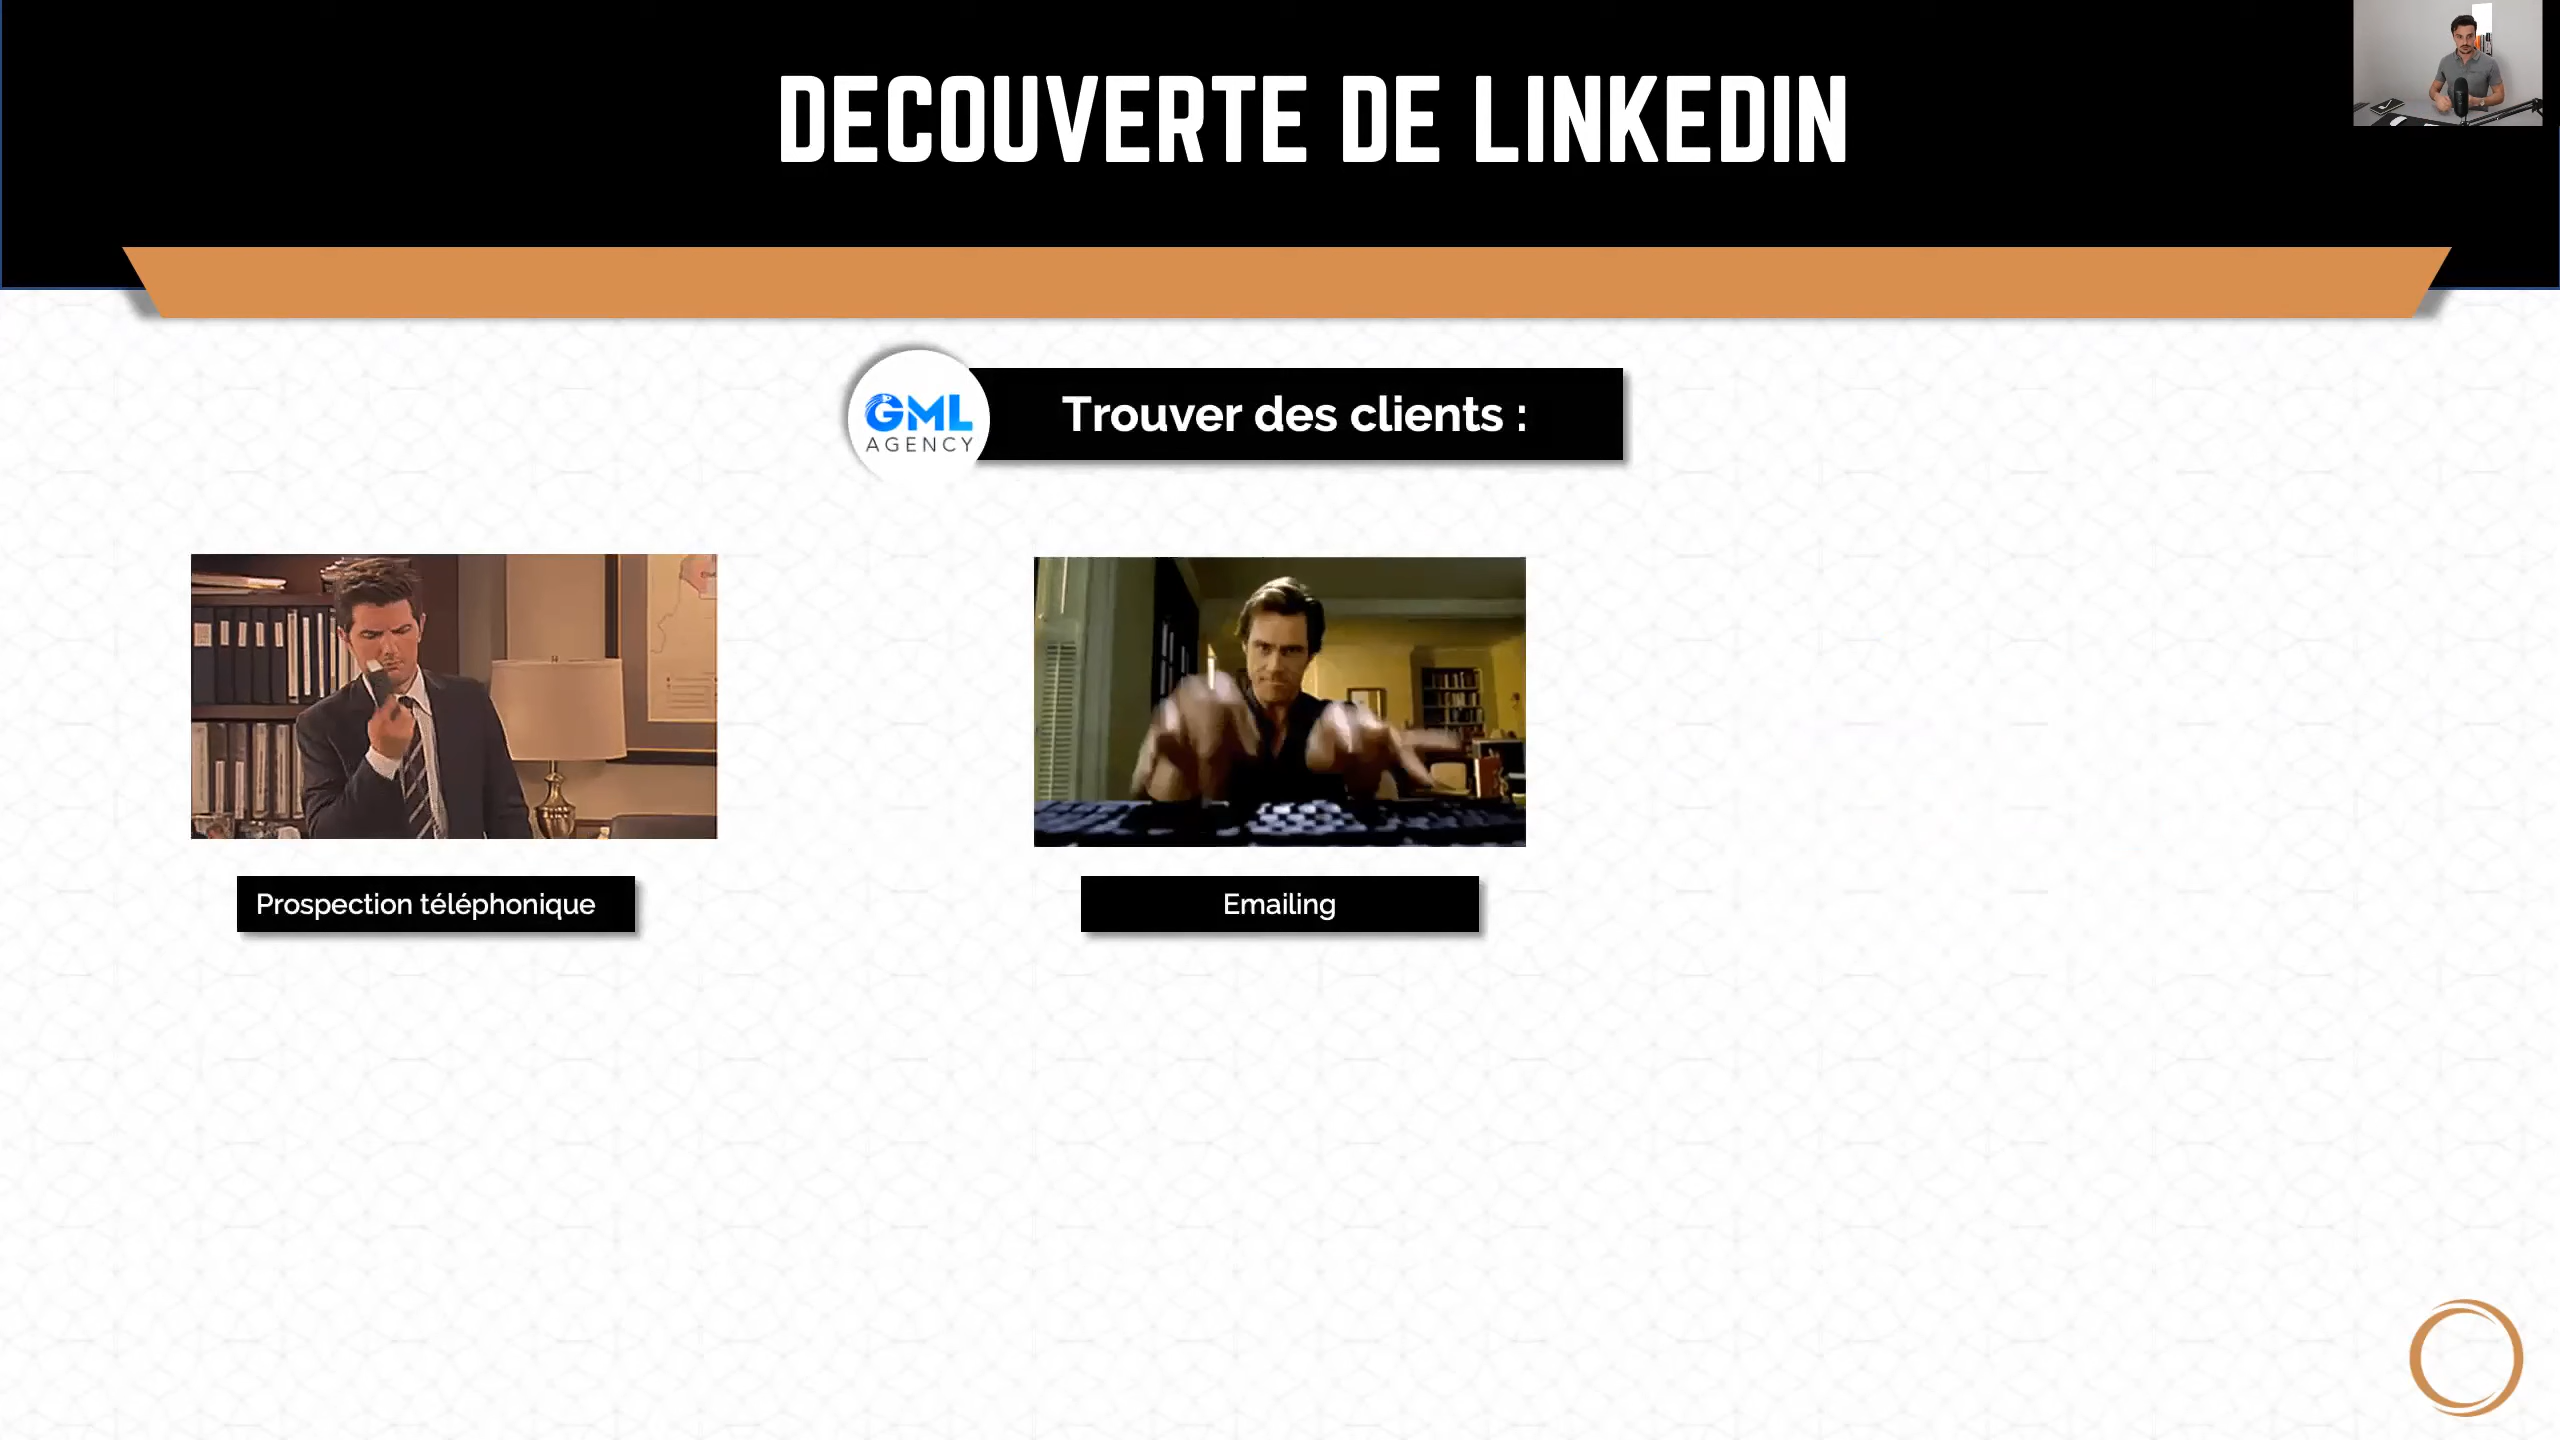 DECOUVERTE DE LINKEDIN
GML
AGENCY
Trouver des clients :
Prospection téléphonique
Emailing